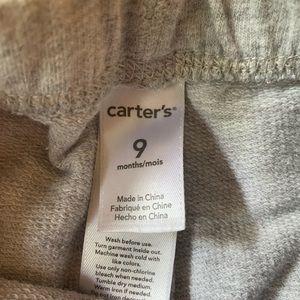 carter's®
9
months/mois
Made in China
Fabriqué en Chine
Hecho en China
Wash before use.
Turn garment inside out.
Machine wash cold with
like colors.
Use only non-chlorine
bleach when needed.
Tumble dry medium.
Warm iron if needed.